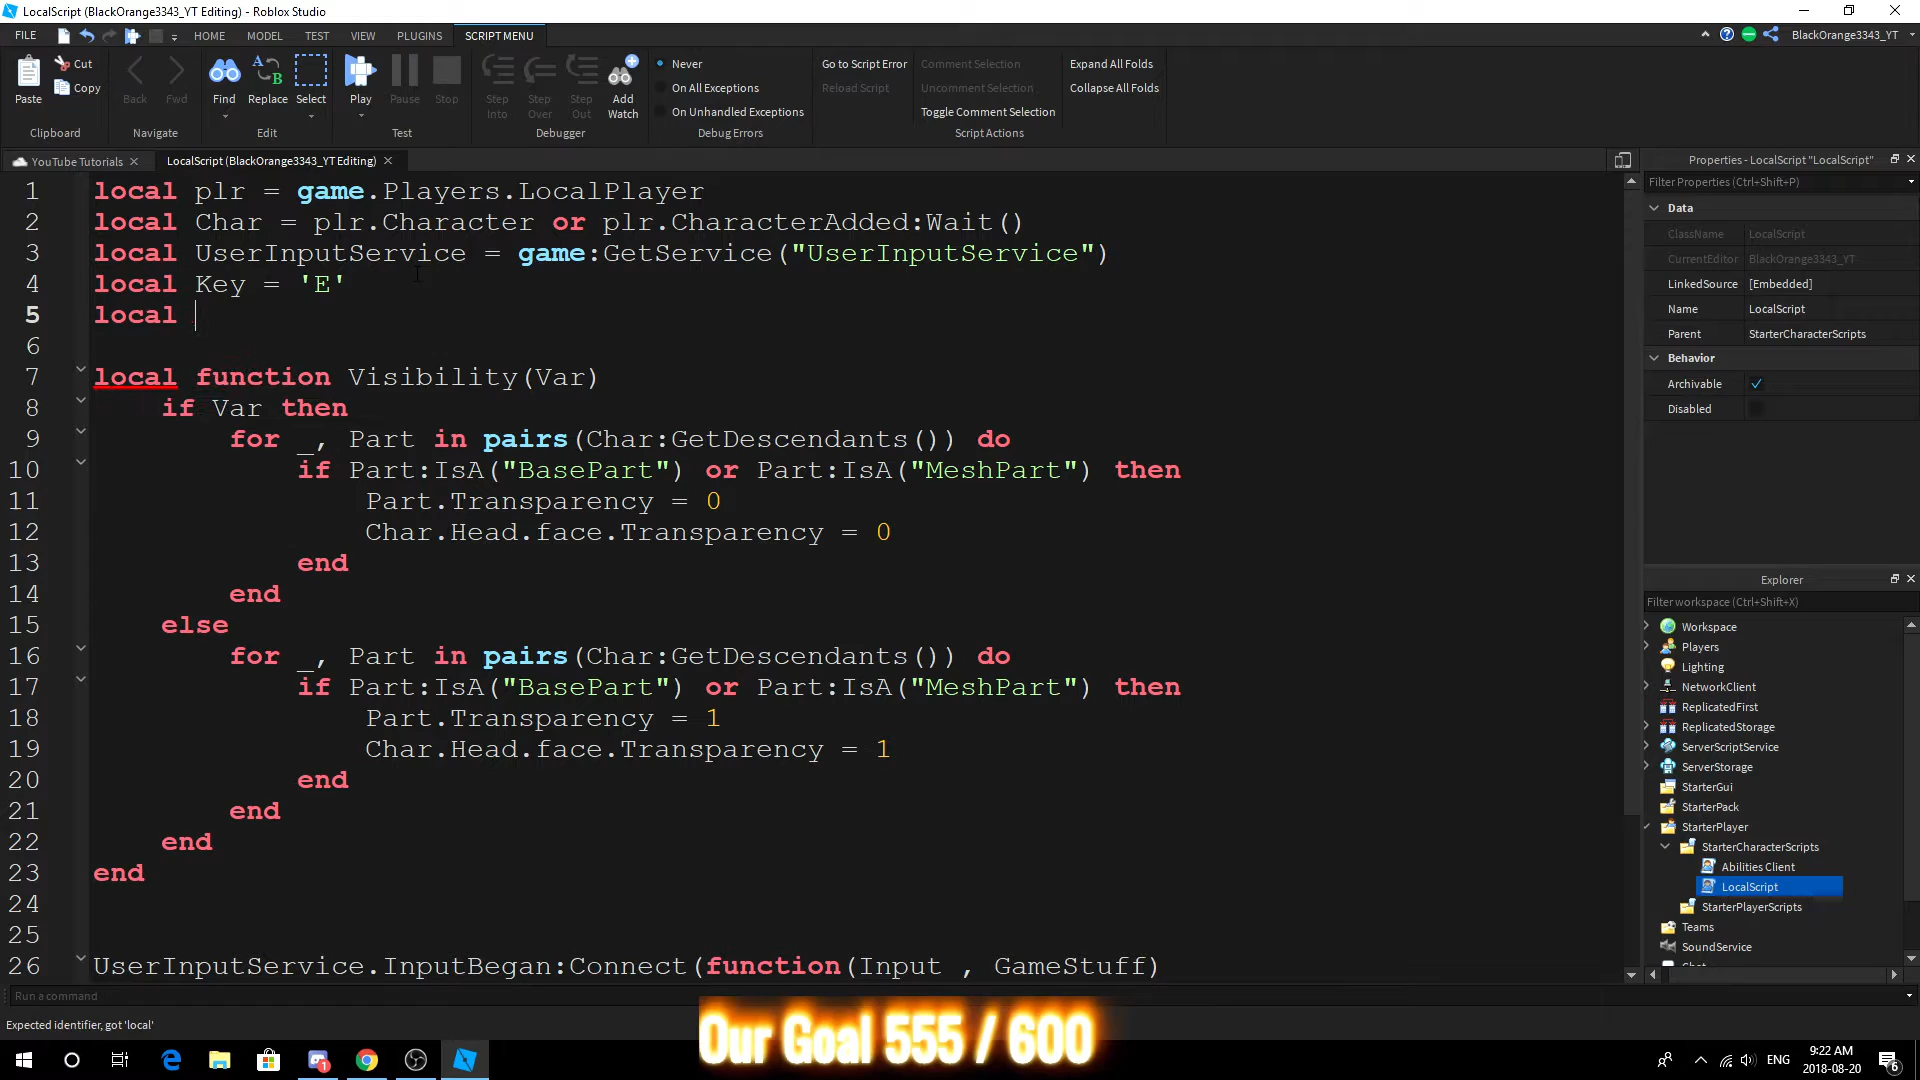 LocalScript (BlackOrange3343_YT Editing) - Roblox Studio
FILE HOME MODEL TEST VIEW PLUGINS SCRIPT MENU BlackOrange3343_YT
Paste Cut Copy Back Fwd Find Replace Select Play Pause Stop Step Into Step Over Step Out Add Watch
Never
On All Exceptions
On Unhandled Exceptions
Go to Script Error
Reload Script
Comment Selection
Uncomment Selection
Toggle Comment Selection
Expand All Folds
Collapse All Folds
Clipboard Navigate Edit Test Debugger Debug Errors Script Actions
YouTube Tutorials LocalScript (BlackOrange3343_YT Editing)
1 local plr = game.Players.LocalPlayer
2 local Char = plr.Character or plr.CharacterAdded:Wait()
3 local UserInputService = game:GetService("UserInputService")
4 local Key = 'E'
5 local
6
7 local function Visibility(Var)
8 if Var then
9 for _, Part in pairs(Char:GetDescendants()) do
10 if Part:IsA("BasePart") or Part:IsA("MeshPart") then
11 Part.Transparency = 0
12 Char.Head.face.Transparency = 0
13 end
14 end
15 else
16 for _, Part in pairs(Char:GetDescendants()) do
17 if Part:IsA("BasePart") or Part:IsA("MeshPart") then
18 Part.Transparency = 1
19 Char.Head.face.Transparency = 1
20 end
21 end
22 end
23 end
24
25
26 UserInputService.InputBegan:Connect(function(Input , GameStuff)
Properties - LocalScript "LocalScript"
Filter Properties (Ctrl+Shift+P)
Data
ClassName LocalScript
CurrentEditor BlackOrange3343_YT
LinkedSource [Embedded]
Name LocalScript
Parent StarterCharacterScripts
Behavior
Archivable
Disabled
Explorer
Filter workspace (Ctrl+Shift+X)
Workspace
Players
Lighting
NetworkClient
ReplicatedFirst
ReplicatedStorage
ServerScriptService
ServerStorage
StarterGui
StarterPack
StarterPlayer
StarterCharacterScripts
Abilities Client
LocalScript
StarterPlayerScripts
Teams
SoundService
Run a command
Expected identifier, got 'local'
Our Goal 555 / 600
ENG
9:22 AM
2018-08-20
6